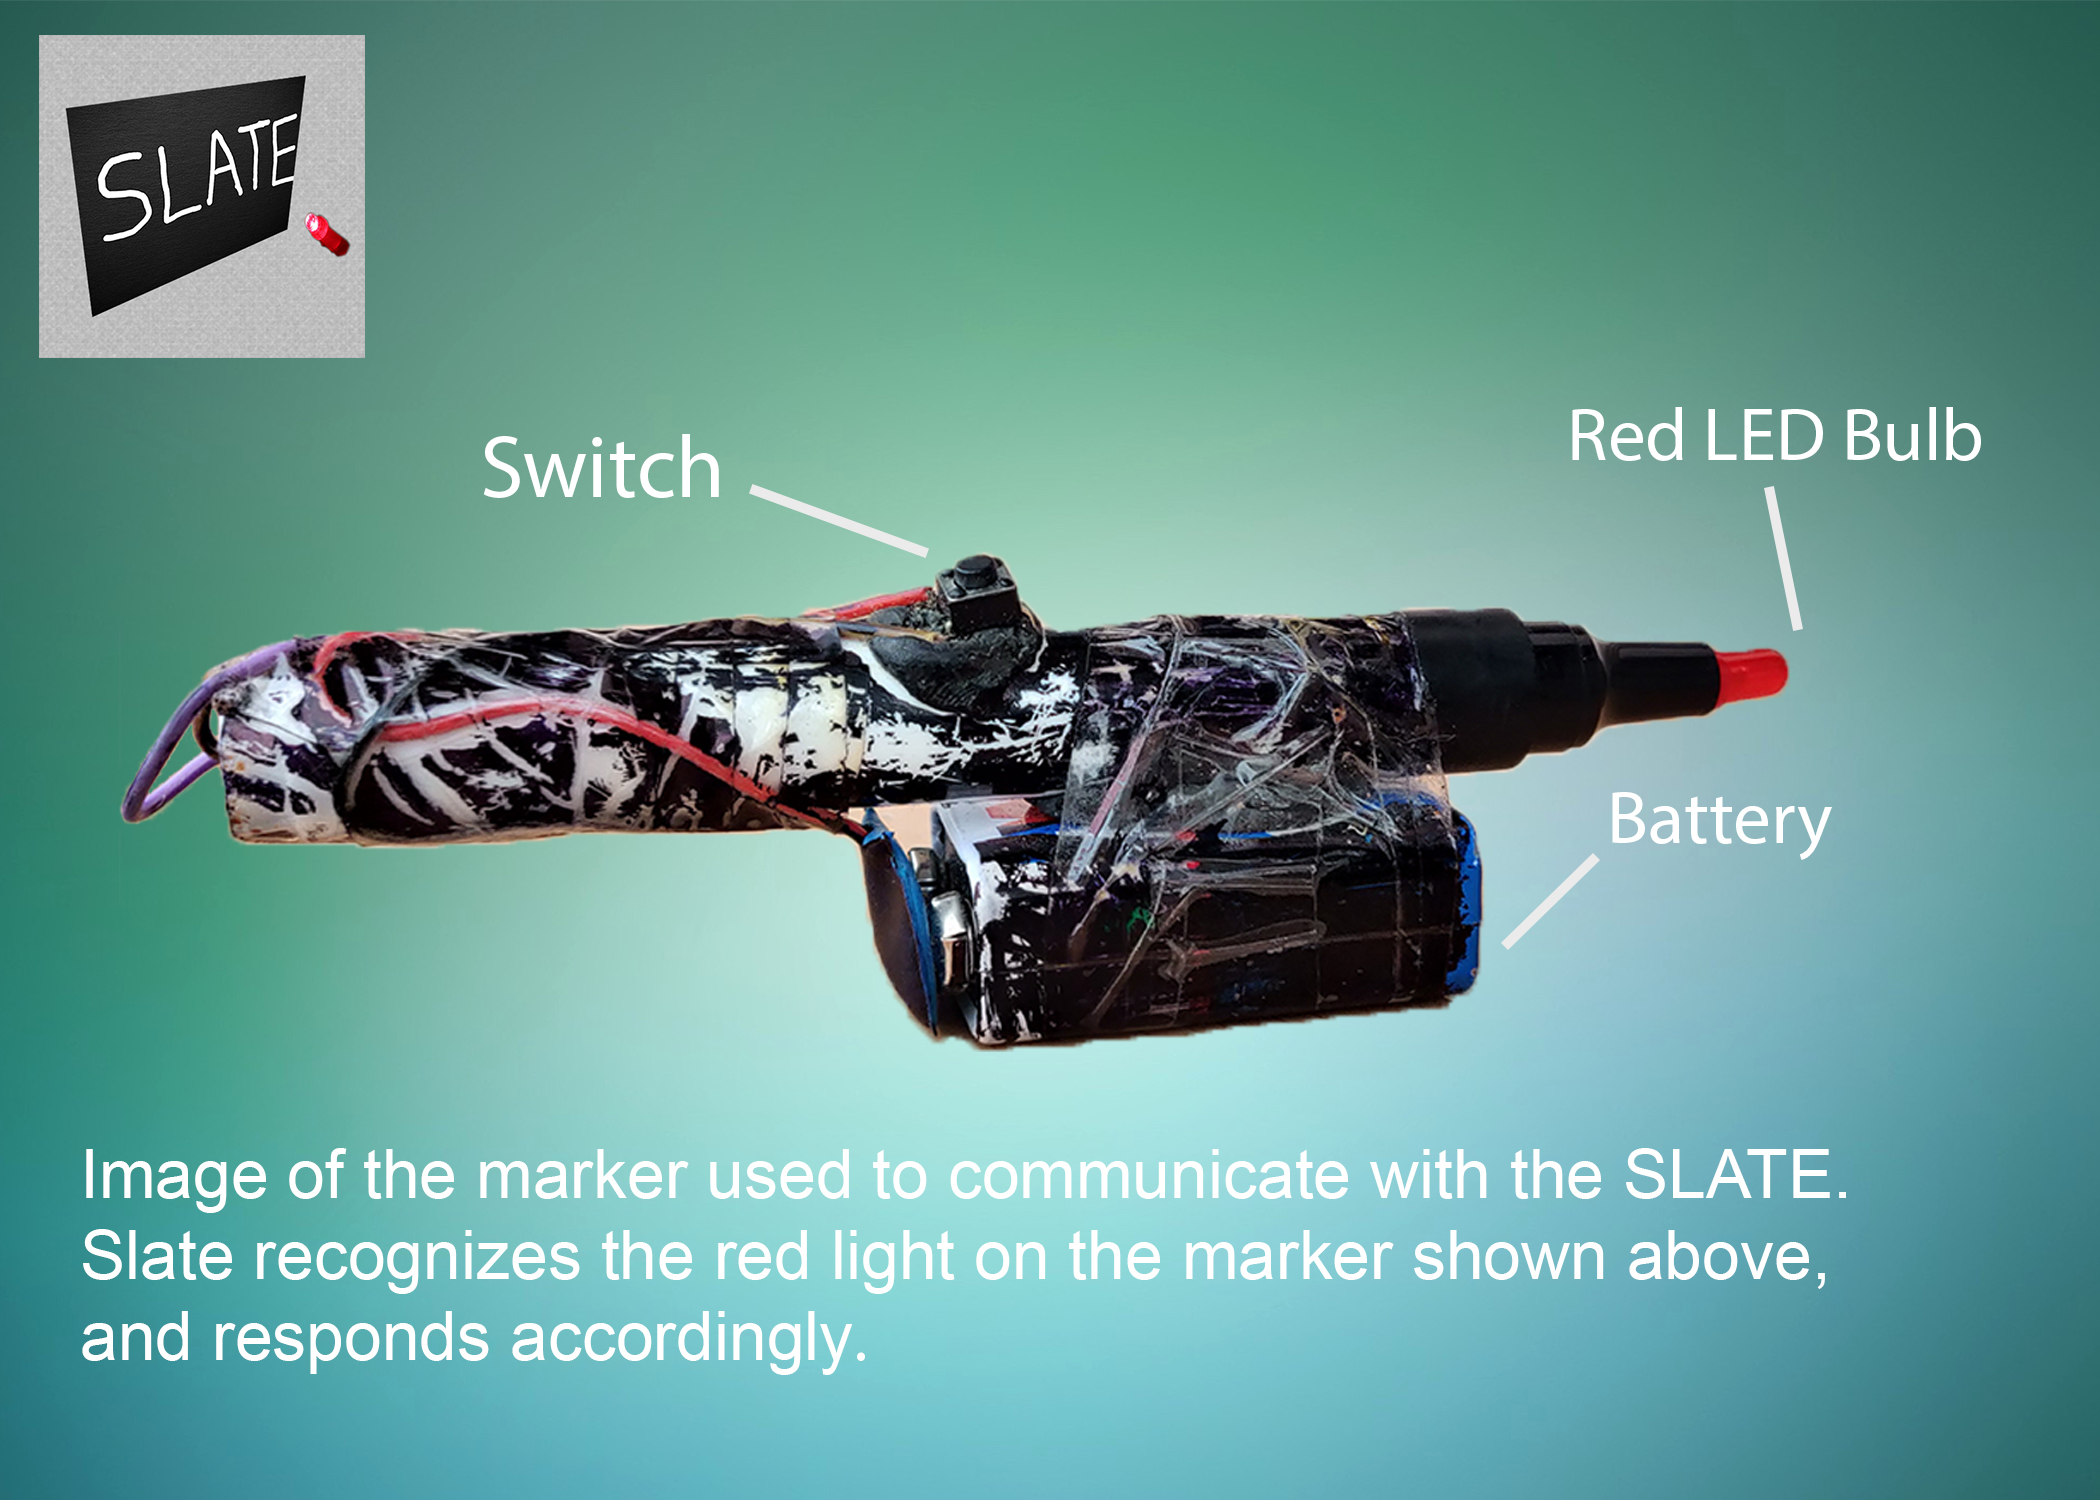 SLATE
Switch
Red LED Bulb
Battery
Image of the marker used to communicate with the SLATE.
Slate recognizes the red light on the marker shown above,
and responds accordingly.